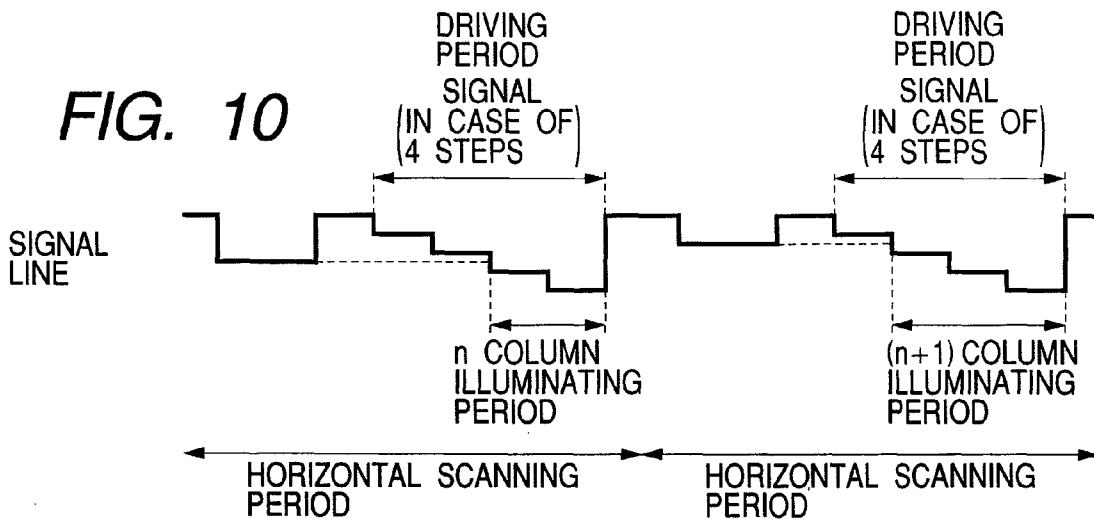 FIG. 10
DRIVING
PERIOD
SIGNAL
(IN CASE OF)
(4 STEPS)
DRIVING
PERIOD
SIGNAL
(IN CASE OF)
(4 STEPS)
SIGNAL
LINE
n COLUMN
ILLUMINATING
PERIOD
(n+1) COLUMN
ILLUMINATING
PERIOD
HORIZONTAL SCANNING
PERIOD
HORIZONTAL SCANNING
PERIOD